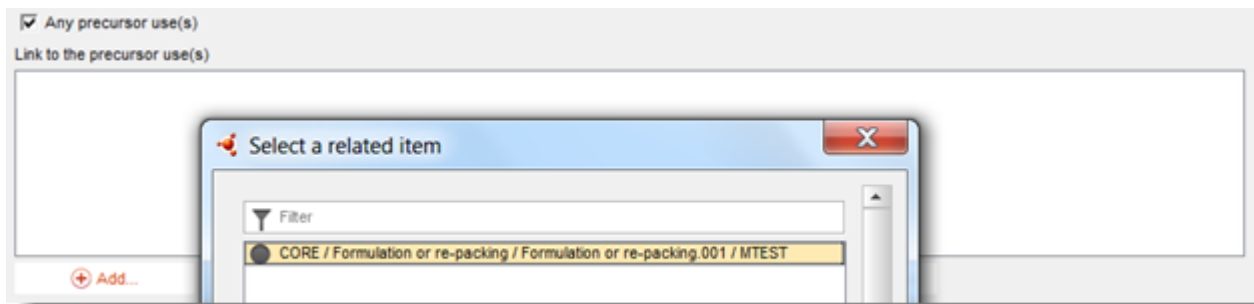 Any precursor use(s)
Link to the precursor use(s)
Select a related item
Filter
CORE / Formulation or re-packing / Formulation or re-packing.001 / MTEST
Add...